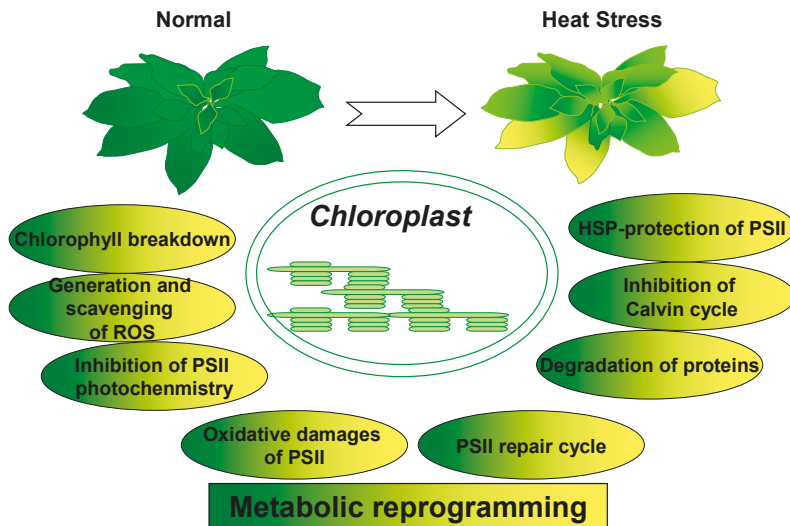 Normal
Heat Stress
Chloroplast
Chlorophyll breakdown
Generation and
scavenging
of ROS
Inhibition of PSII
photochenmistry
HSP-protection of PSII
Inhibition of
Calvin cycle
Degradation of proteins
Oxidative damages
of PSII
PSII repair cycle
Metabolic reprogramming